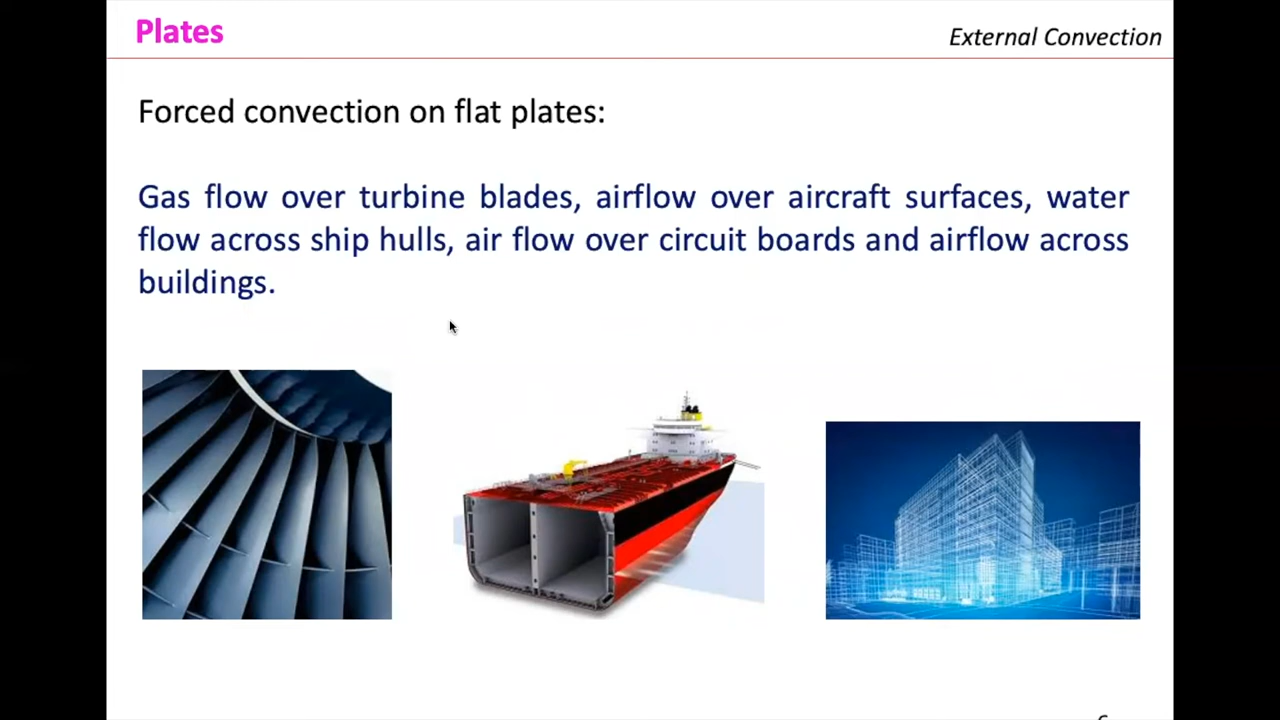 Plates
External Convection
Forced convection on flat plates:
Gas flow over turbine blades, airflow over aircraft surfaces, water
flow across ship hulls, air flow over circuit boards and airflow across
buildings.